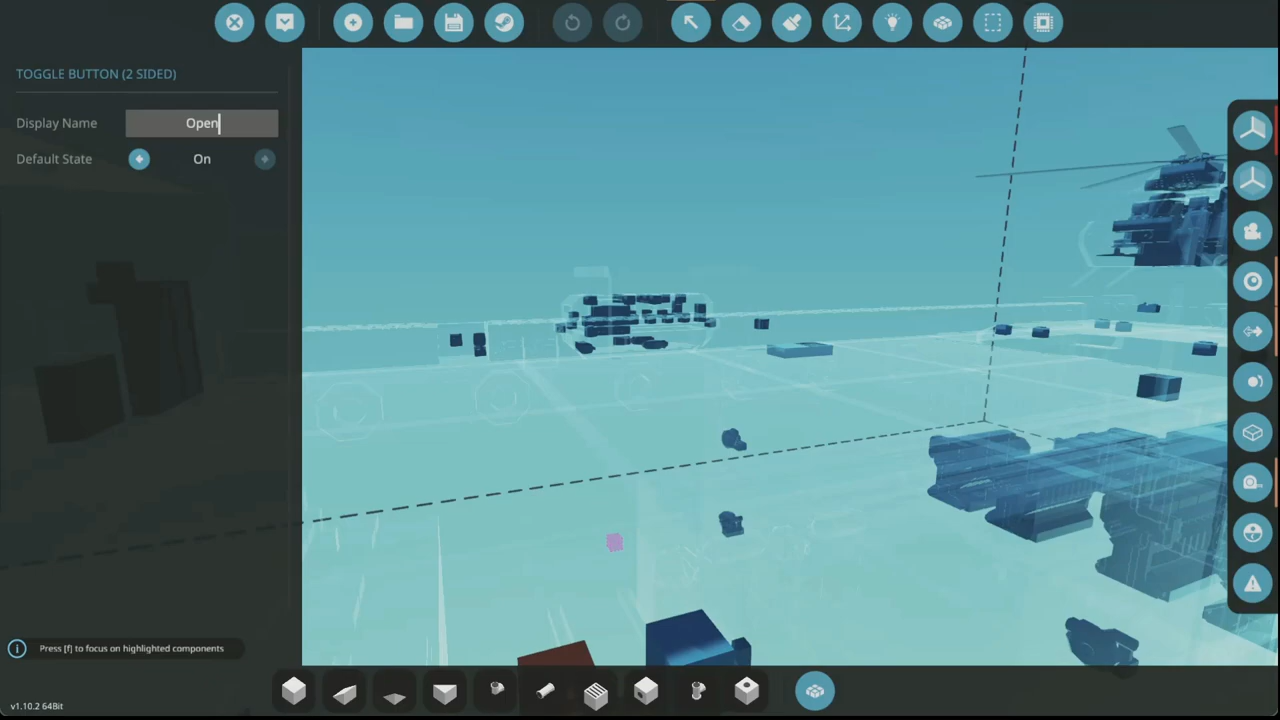 TOGGLE BUTTON (2 SIDED)
Display Name Open
Default State On
Press [f] to focus on highlighted components
v1.10.2 64Bit